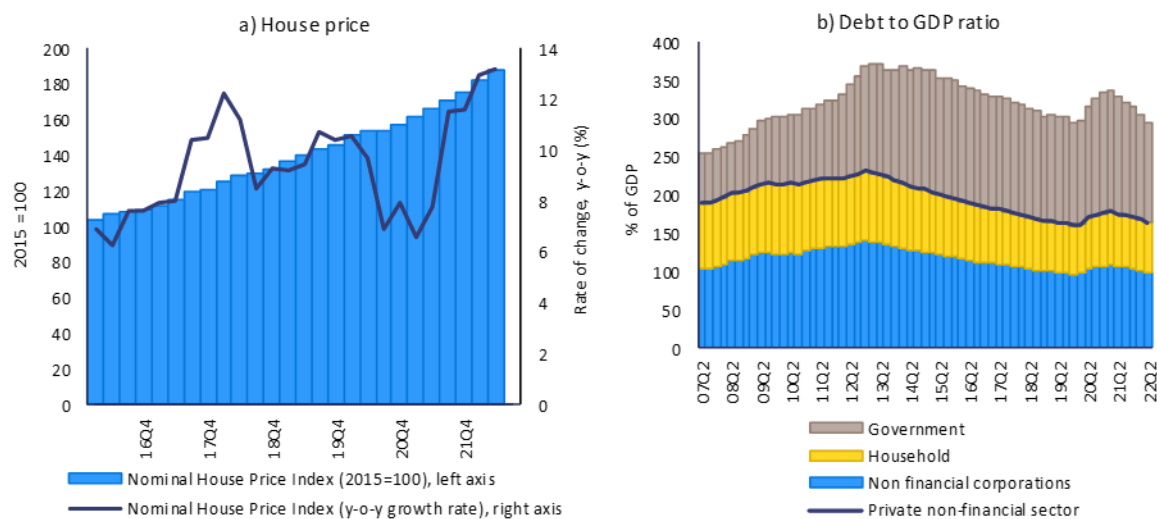 a) House price
2015 =100
200
180
160
140
120
100
80
60
40
20
0
14
12
10
8
6
4
2
0
Rate of change, y-o-y (%)
16Q4
17Q4
18Q4
19Q4
20Q4
21Q4
Nominal House Price Index (2015=100), left axis
Nominal House Price Index (y-o-y growth rate), right axis
b) Debt to GDP ratio
% of GDP
400
350
300
250
200
150
100
50
0
07Q2
08Q2
09Q2
10Q2
11Q2
12Q2
13Q2
14Q2
15Q2
16Q2
17Q2
18Q2
19Q2
20Q2
21Q2
22Q2
Government
Household
Non financial corporations
Private non-financial sector